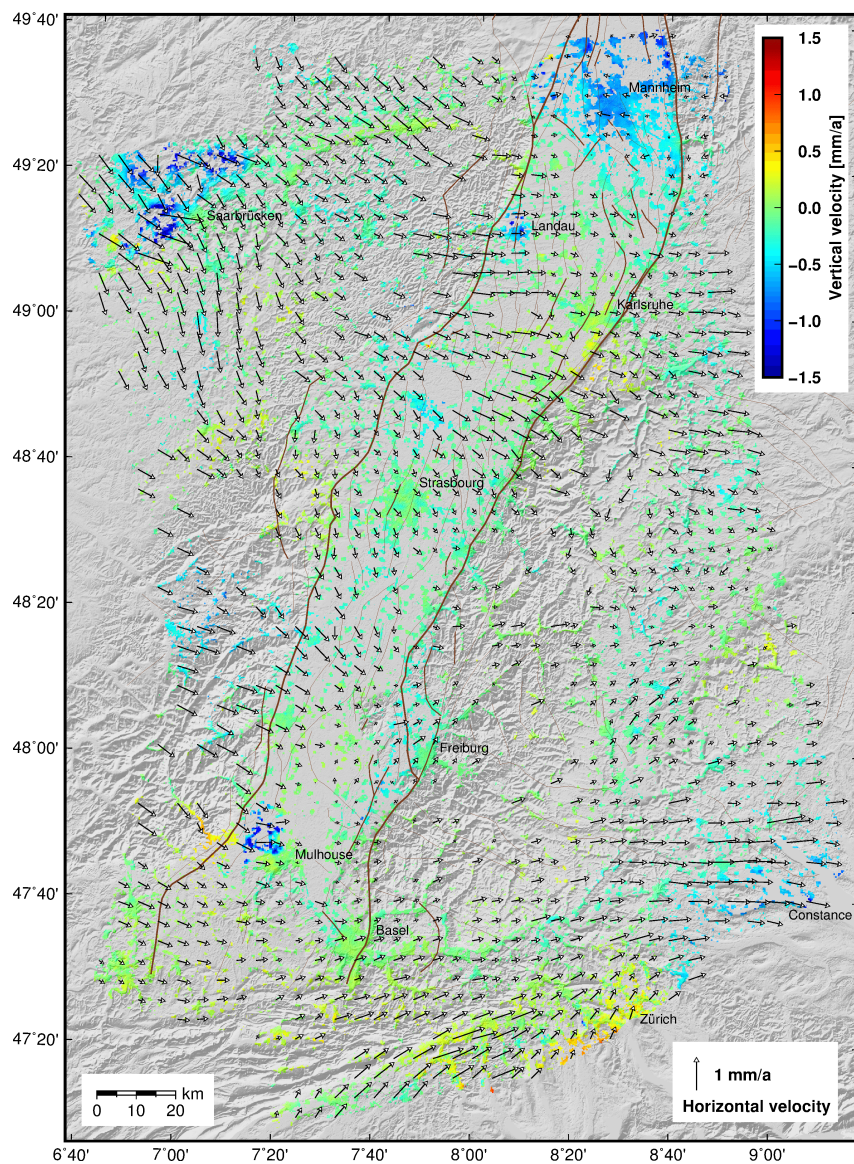 49˚40'
1.5
1.0
0.5
0.0
−0.5
−1.0
−1.5
Vertical velocity [mm/a]
Mannheim
49˚20'
Saarbrücken
Landau
49˚00'
Karlsruhe
48˚40'
Strasbourg
48˚20'
48˚00'
Freiburg
Mulhouse
47˚40'
Constance
Basel
47˚20'
Zürich
km
0 10 20
1 mm/a
Horizontal velocity
6˚40' 7˚00' 7˚20' 7˚40' 8˚00' 8˚20' 8˚40' 9˚00'